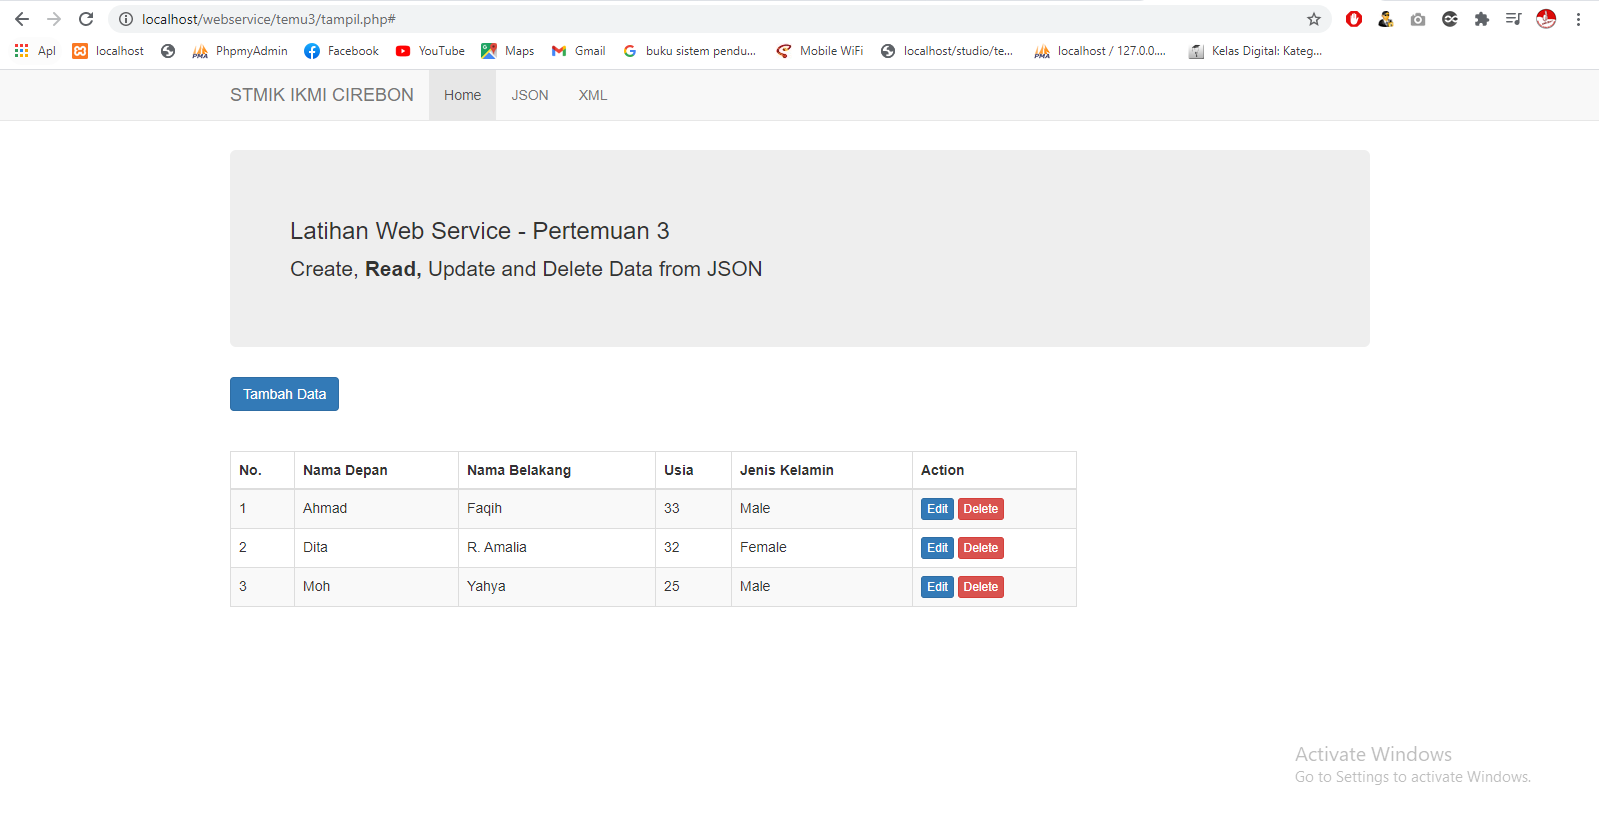 localhost/webservice/temu3/tampil.php#
Apl localhost PhpmyAdmin Facebook YouTube Maps Gmail buku sistem pendu... Mobile WiFi localhost/studio/te... localhost / 127.0.0.... Kelas Digital: Kateg...
STMIK IKMI CIREBON Home JSON XML
Latihan Web Service - Pertemuan 3
Create, Read, Update and Delete Data from JSON
Tambah Data
No. Nama Depan Nama Belakang Usia Jenis Kelamin Action
1 Ahmad Faqih 33 Male Edit Delete
2 Dita R. Amalia 32 Female Edit Delete
3 Moh Yahya 25 Male Edit Delete
Activate Windows
Go to Settings to activate Windows.